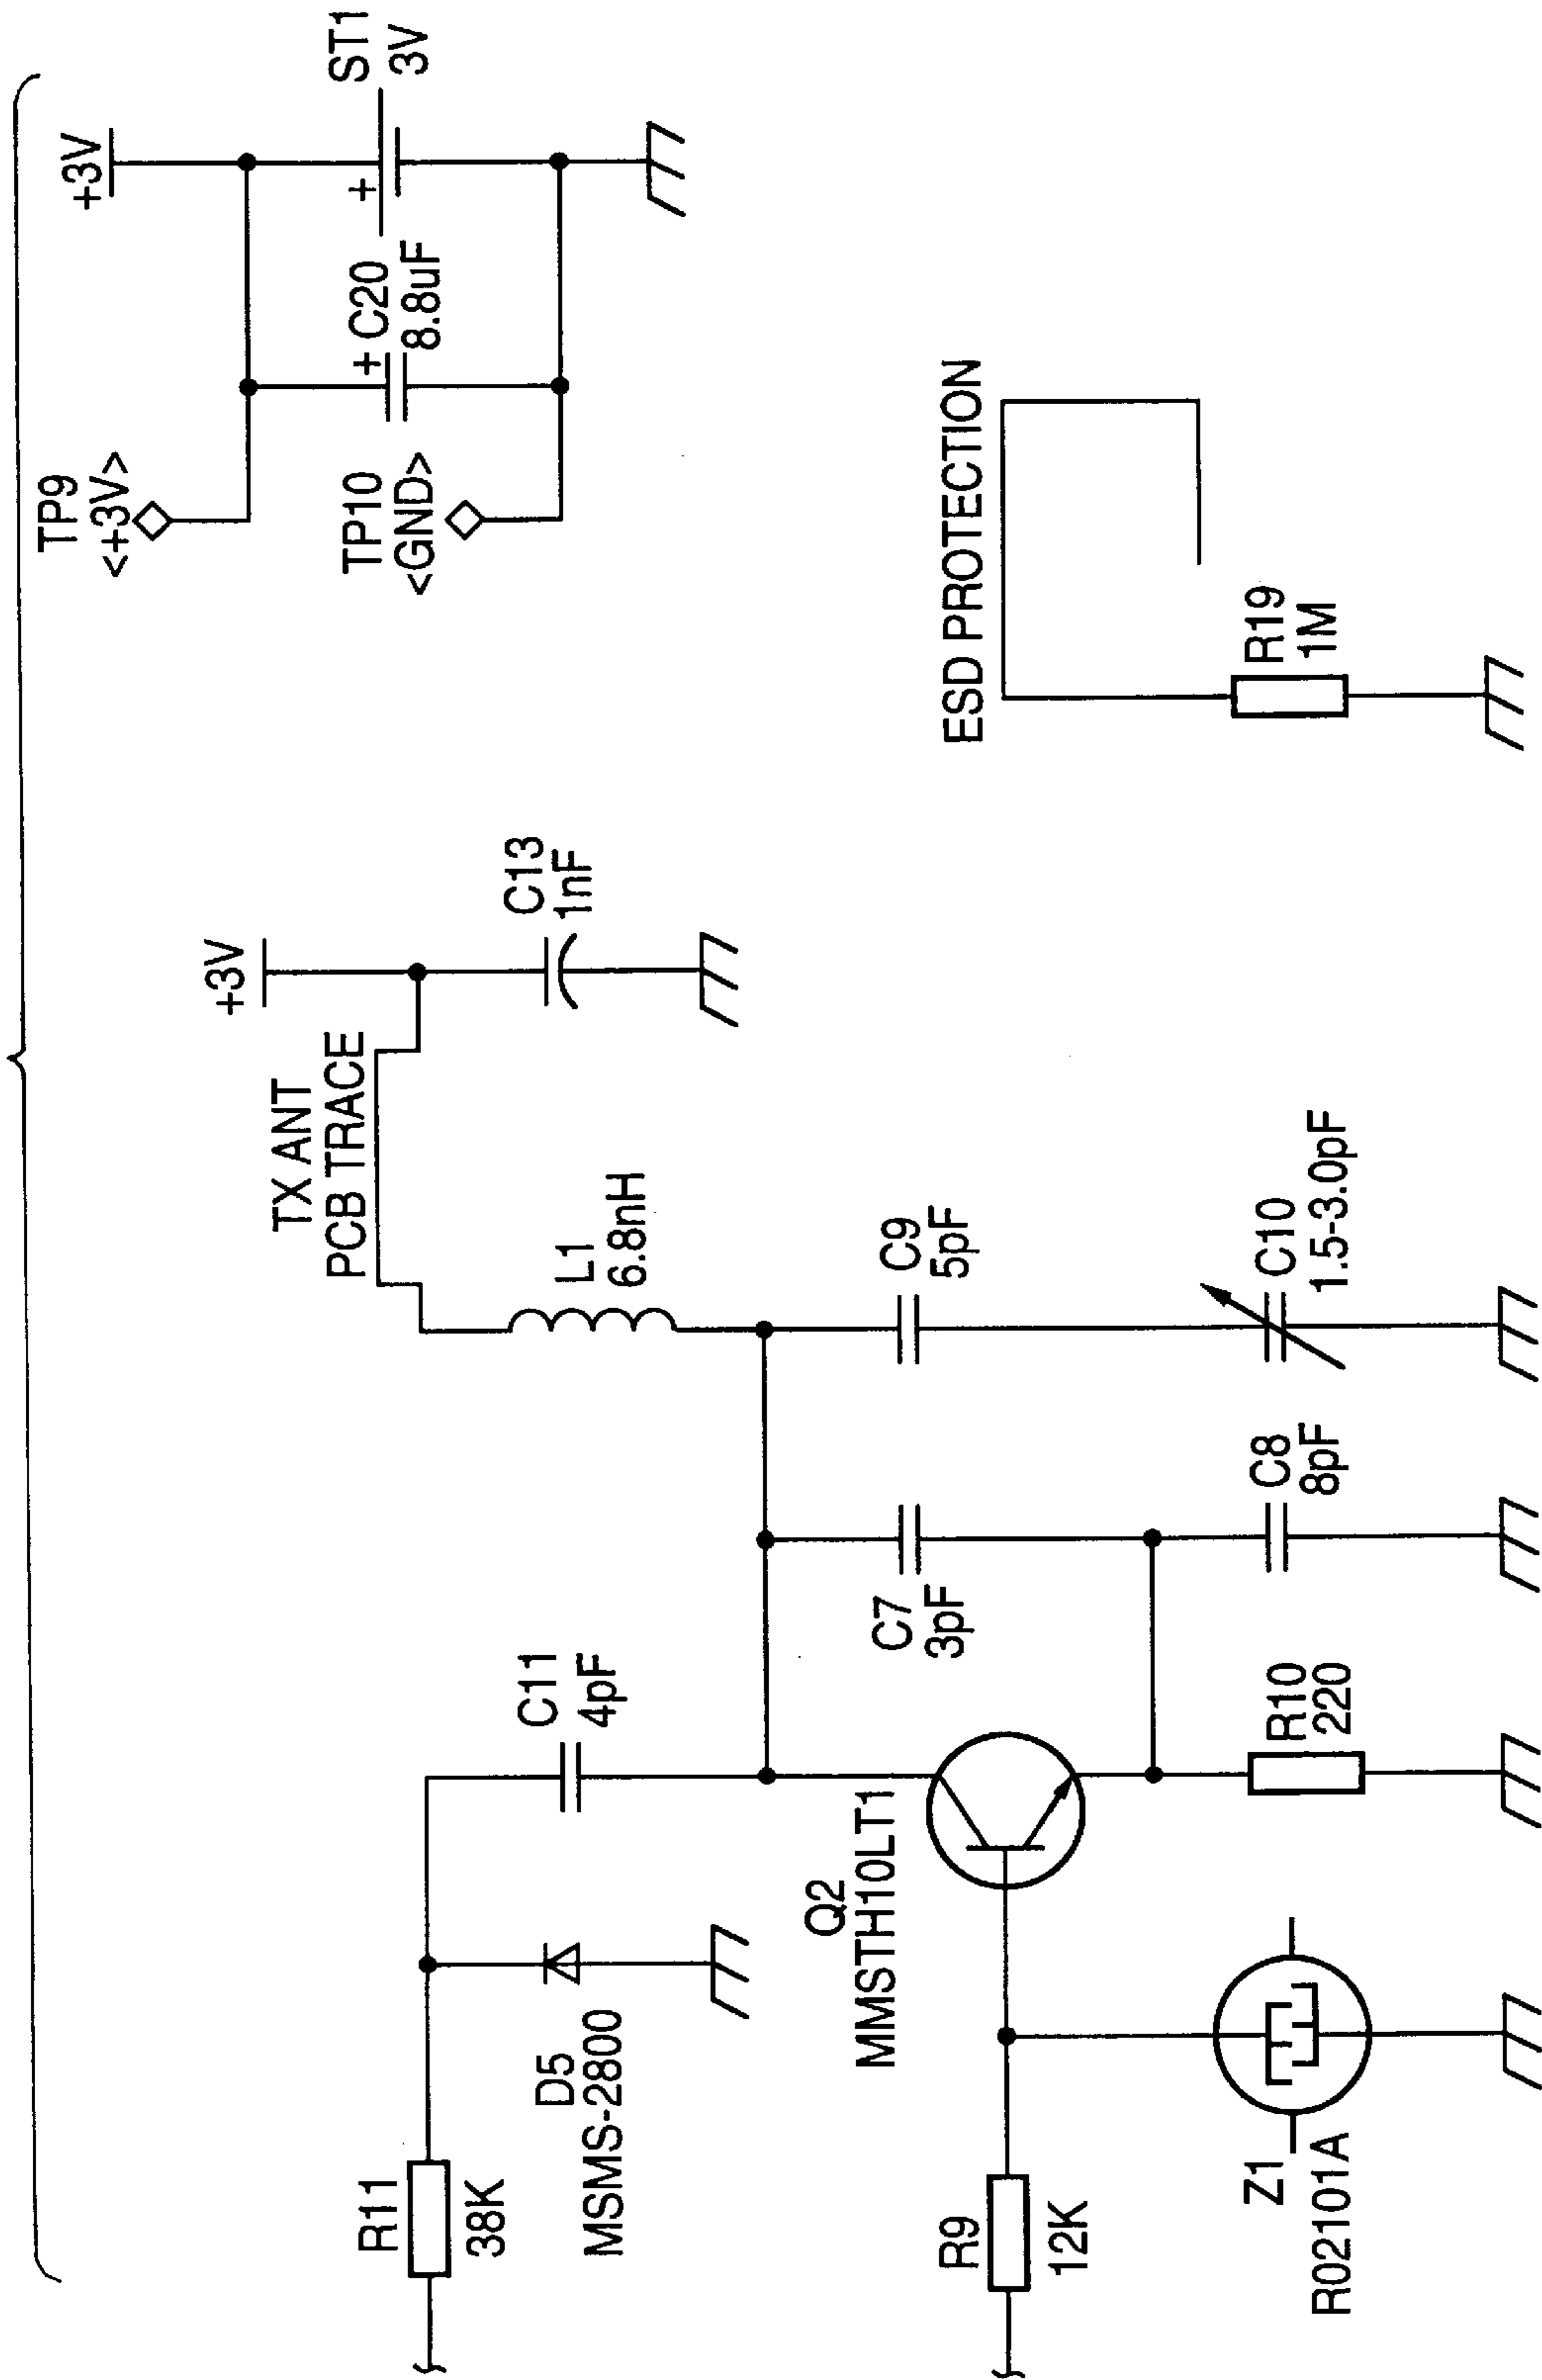 R11
38K
D5
MSMS-2800
C11
4pF
TX ANT
PCB TRACE
+3V
L1
6.8nH
C13
1nF
TP9
<+3V>
+3V
TP10
<GND>
+ C20
8.8uF
+
ST1
3V
R9
12K
Q2
MMSTH10LT1
Z1
R02101A
C7
3pF
R10
220
C8
8pF
C9
5pF
C10
1.5-3.0pF
ESD PROTECTION
R19
1M